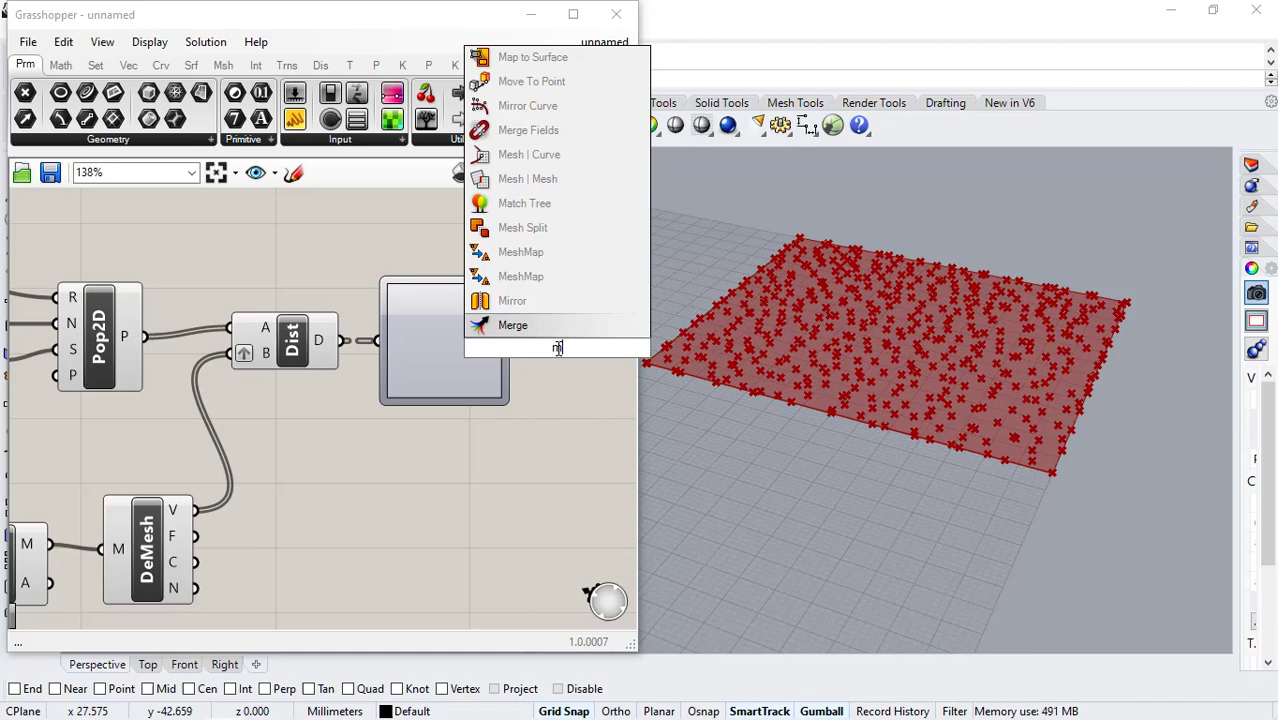 Grasshopper - unnamed
File Edit View Display Solution Help
unnamed
Prm Math Set Vec Crv Srf Msh Int Trns Dis T P K P K
Geometry
Primitive
Input
138%
Map to Surface
Move To Point
Mirror Curve
Merge Fields
Mesh | Curve
Mesh | Mesh
Match Tree
Mesh Split
MeshMap
MeshMap
Mirror
Merge
R
N
S
P
Pop2D
P
A
B
Dist
D
M
A
M
DeMesh
V
F
C
N
...
1.0.0007
Tools Solid Tools Mesh Tools Render Tools Drafting New in V6
Perspective Top Front Right
End Near Point Mid Cen Int Perp Tan Quad Knot Vertex Project Disable
CPlane x 27.575 y -42.659 z 0.000 Millimeters Default Grid Snap Ortho Planar Osnap SmartTrack Gumball Record History Filter Memory use: 491 MB